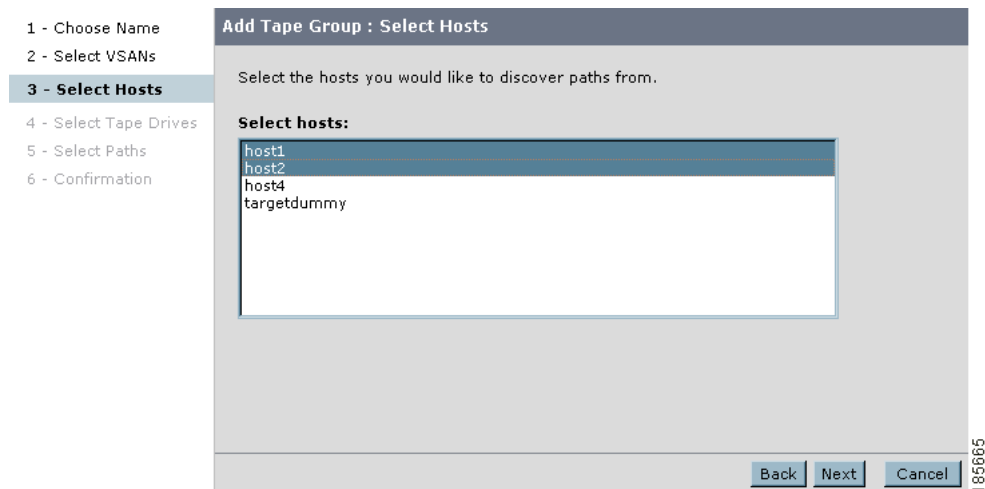 1 - Choose Name
2 - Select VSANs
3 - Select Hosts
4 - Select Tape Drives
5 - Select Paths
6 - Confirmation
Add Tape Group : Select Hosts
Select the hosts you would like to discover paths from.
Select hosts:
host1
host2
host4
targetdummy
Back
Next
Cancel
185665